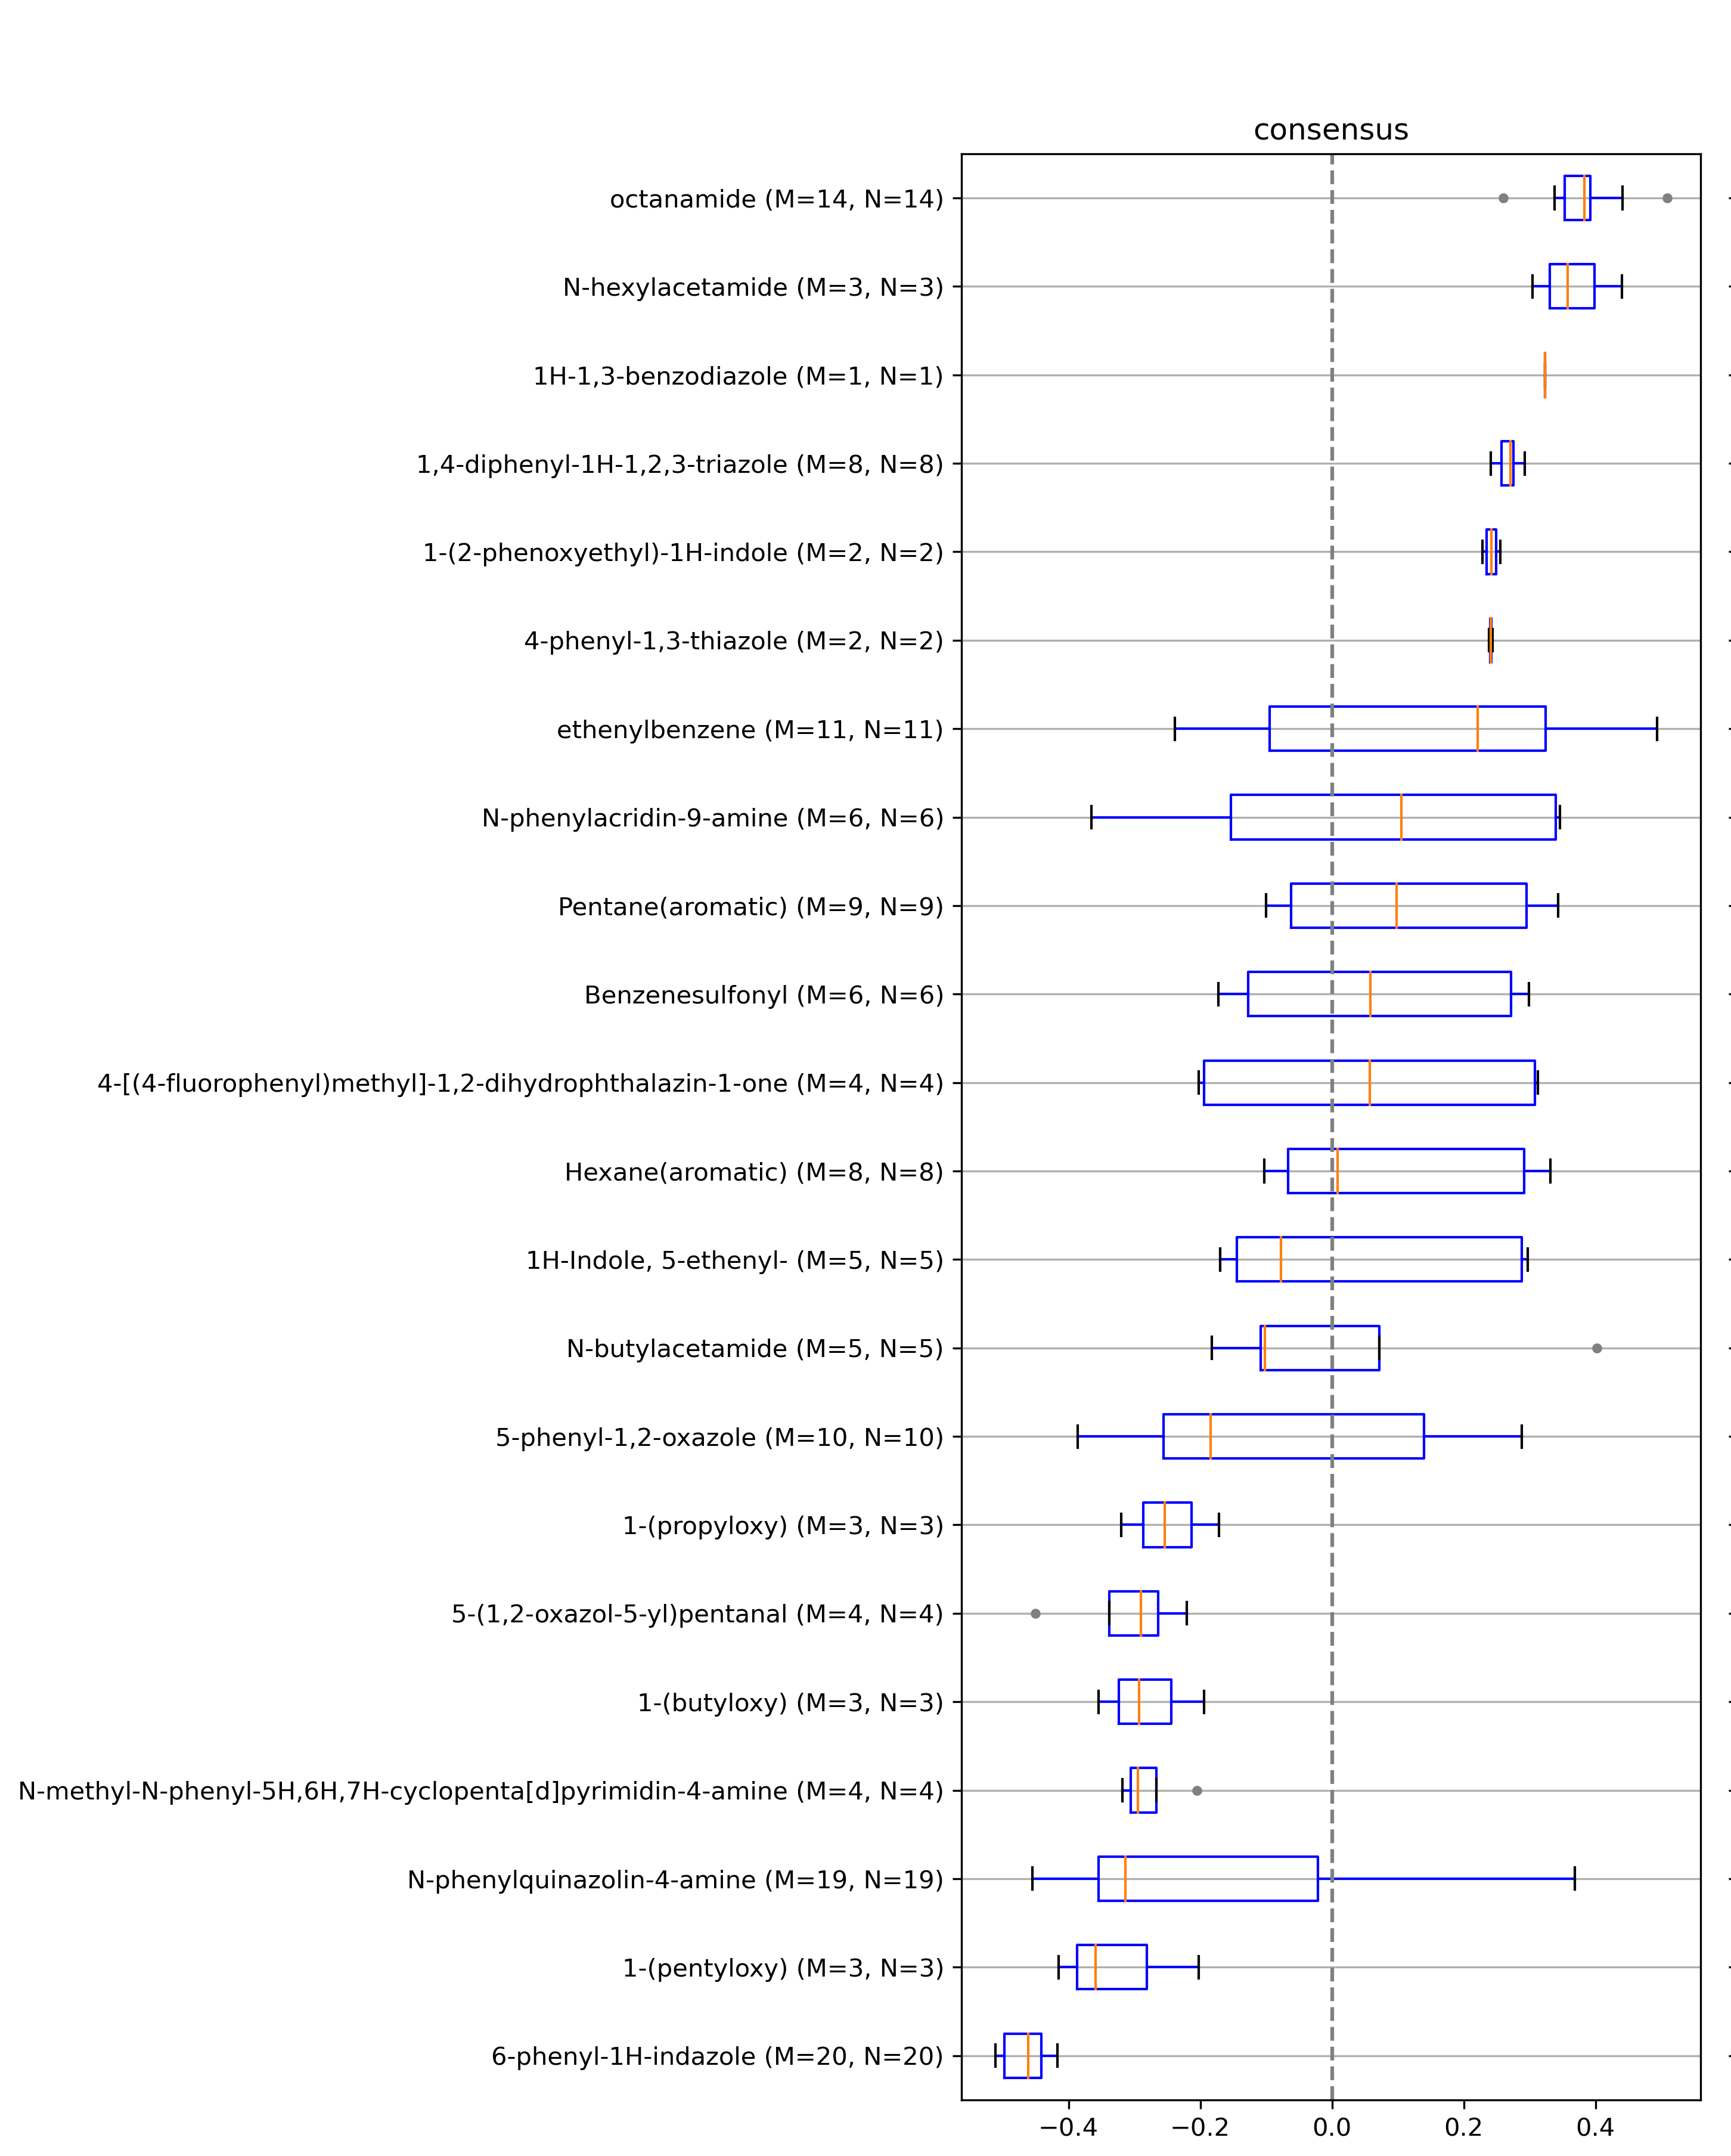 consensus
octanamide (M=14, N=14)
N-hexylacetamide (M=3, N=3)
1H-1,3-benzodiazole (M=1, N=1)
1,4-diphenyl-1H-1,2,3-triazole (M=8, N=8)
1-(2-phenoxyethyl)-1H-indole (M=2, N=2)
4-phenyl-1,3-thiazole (M=2, N=2)
ethenylbenzene (M=11, N=11)
N-phenylacridin-9-amine (M=6, N=6)
Pentane(aromatic) (M=9, N=9)
Benzenesulfonyl (M=6, N=6)
4-[(4-fluorophenyl)methyl]-1,2-dihydrophthalazin-1-one (M=4, N=4)
Hexane(aromatic) (M=8, N=8)
1H-Indole, 5-ethenyl- (M=5, N=5)
N-butylacetamide (M=5, N=5)
5-phenyl-1,2-oxazole (M=10, N=10)
1-(propyloxy) (M=3, N=3)
5-(1,2-oxazol-5-yl)pentanal (M=4, N=4)
1-(butyloxy) (M=3, N=3)
N-methyl-N-phenyl-5H,6H,7H-cyclopenta[d]pyrimidin-4-amine (M=4, N=4)
N-phenylquinazolin-4-amine (M=19, N=19)
1-(pentyloxy) (M=3, N=3)
6-phenyl-1H-indazole (M=20, N=20)
−0.4 −0.2 0.0 0.2 0.4